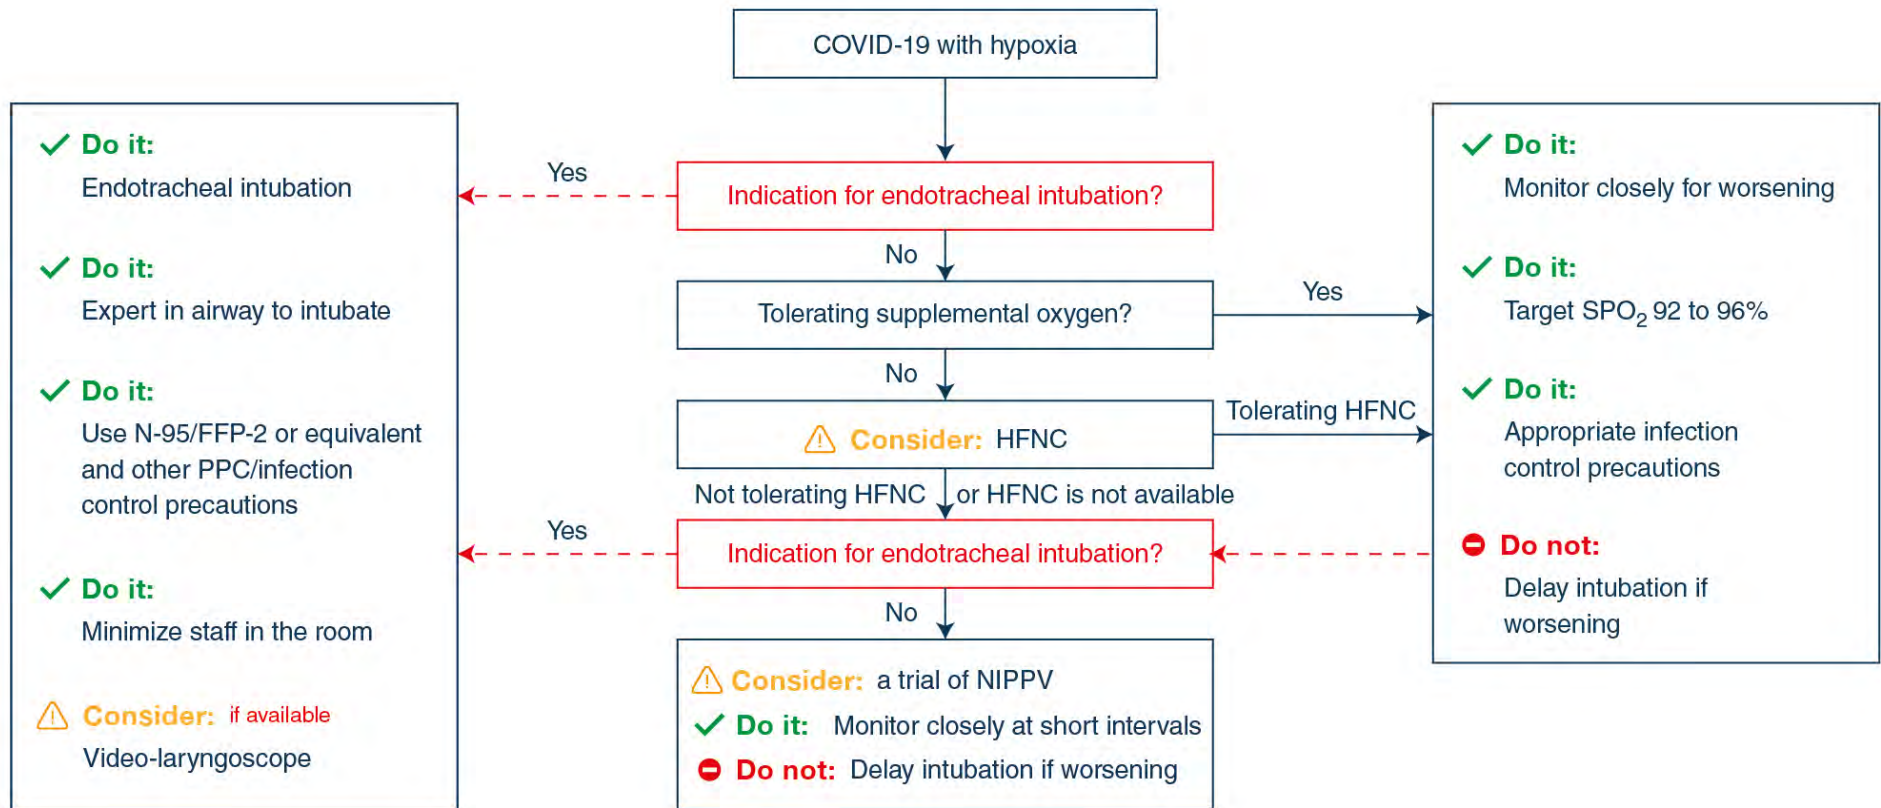 COVID-19 with hypoxia
Indication for endotracheal intubation?
Yes
No
Tolerating supplemental oxygen?
Yes
No
Consider: HFNC
Tolerating HFNC
Not tolerating HFNC or HFNC is not available
Indication for endotracheal intubation?
Yes
No
Consider: a trial of NIPPV
Do it: Monitor closely at short intervals
Do not: Delay intubation if worsening
Do it:
Endotracheal intubation
Do it:
Expert in airway to intubate
Do it:
Use N-95/FFP-2 or equivalent
and other PPC/infection
control precautions
Do it:
Minimize staff in the room
Consider: if available
Video-laryngoscope
Do it:
Monitor closely for worsening
Do it:
Target SPO₂ 92 to 96%
Do it:
Appropriate infection
control precautions
Do not:
Delay intubation if
worsening